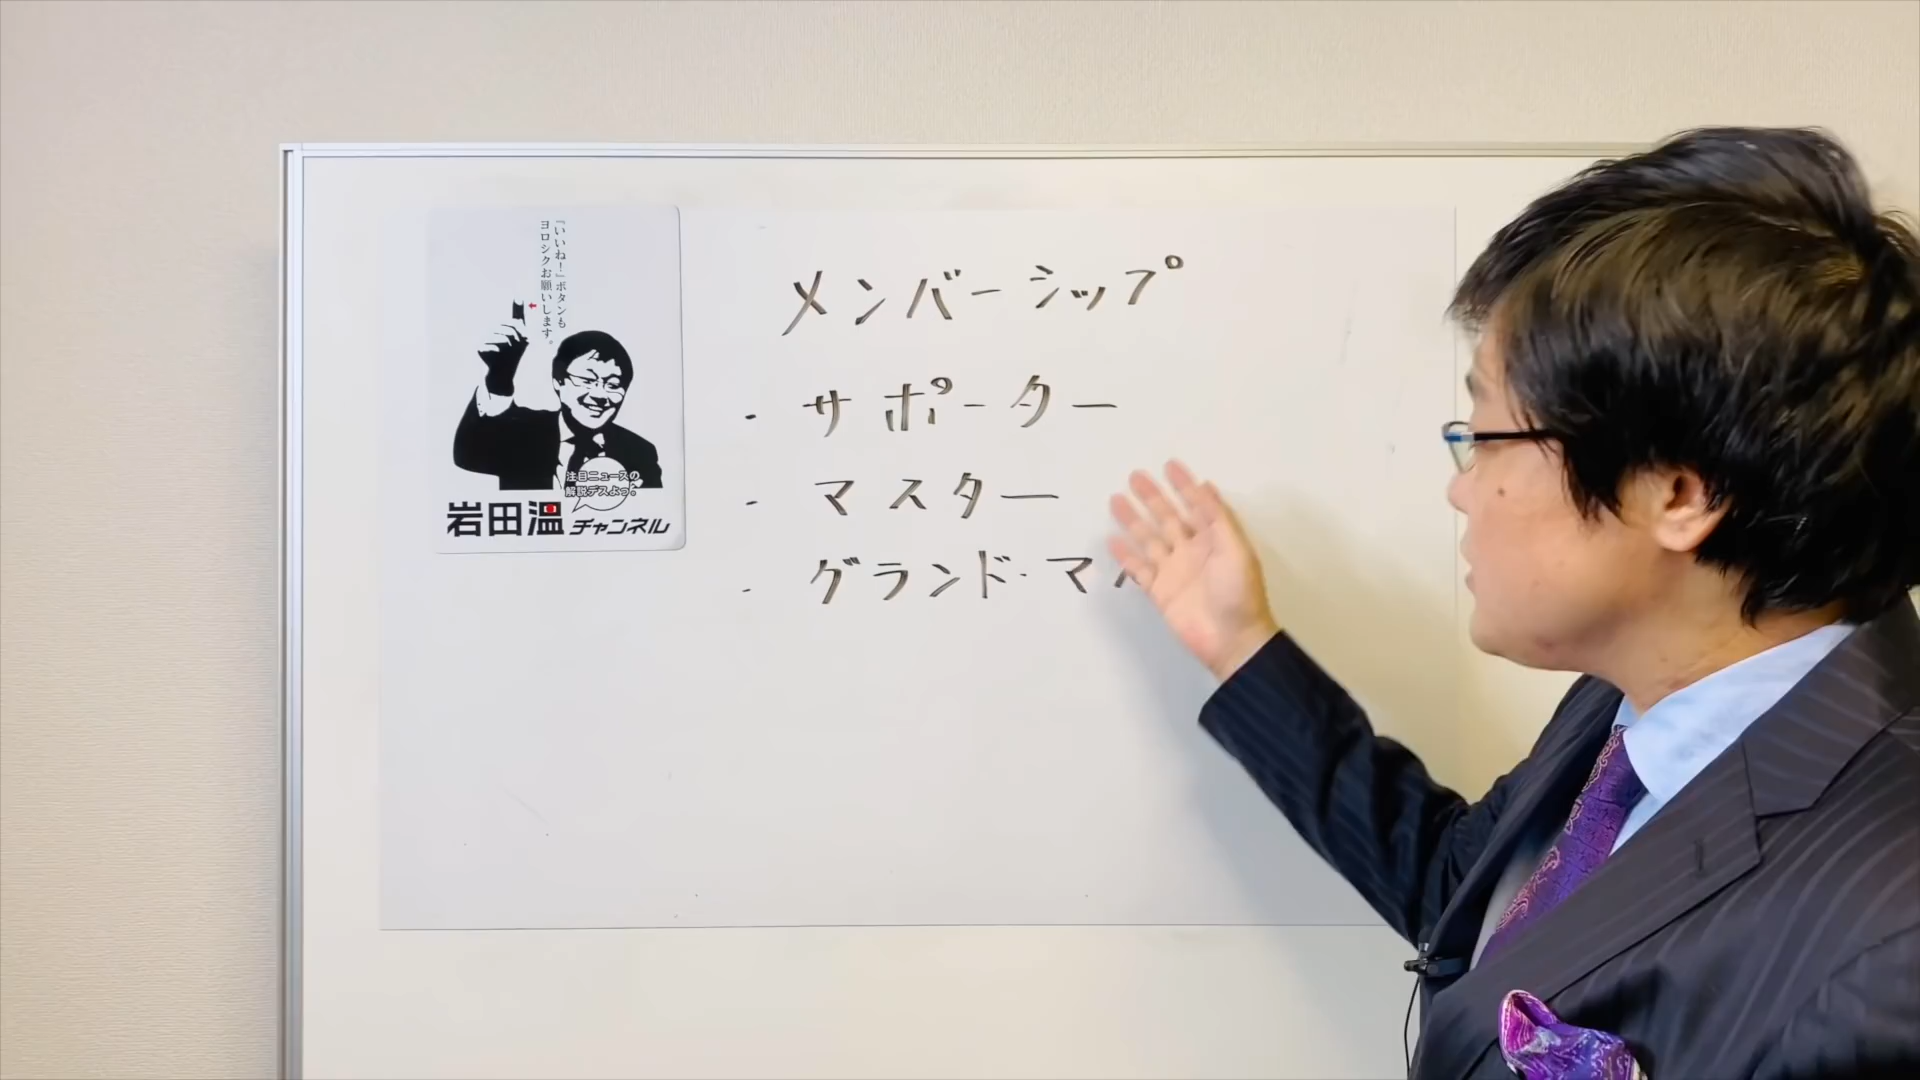 『いいね!』ボタンも
ヨロシクお願いします。
注目ニュースの
解説デスよっ。
岩田温チャンネル
メンバーシップ
・サポーター
・マスター
・グランド・マス